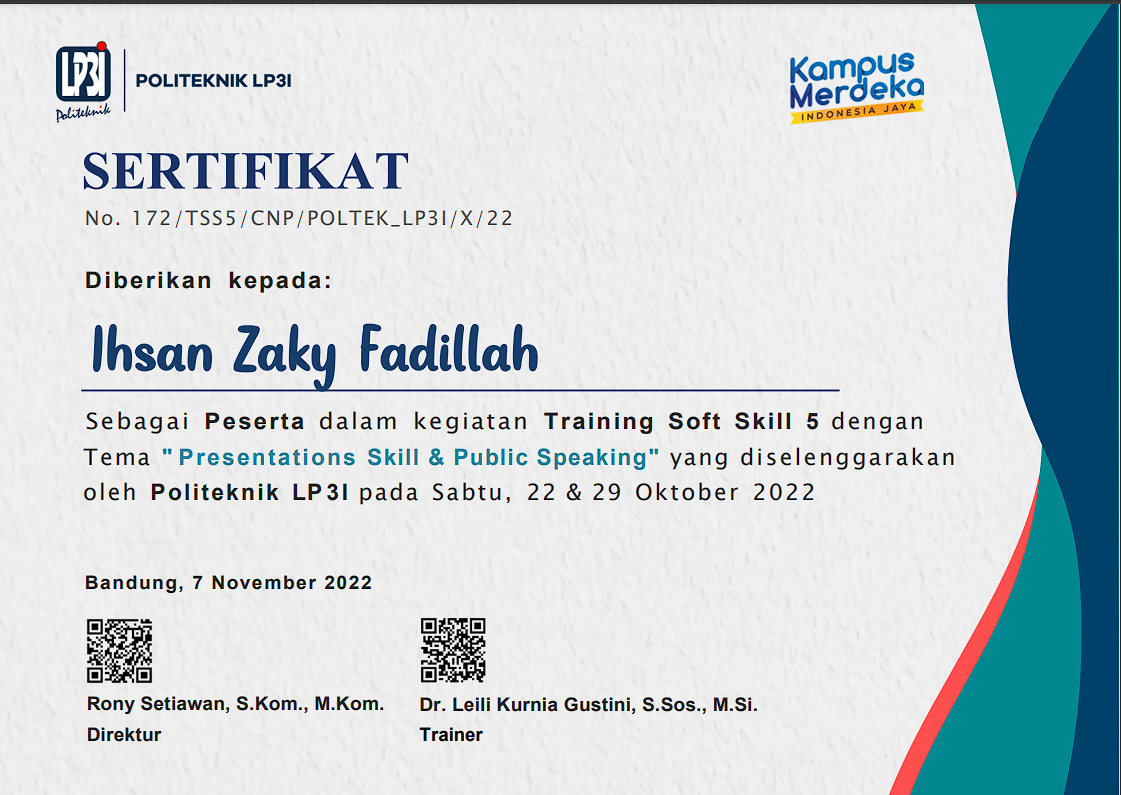 LP3I
Politeknik
POLITEKNIK LP3I
Kampus
Merdeka
INDONESIA JAYA
SERTIFIKAT
No. 172/TSS5/CNP/POLTEK_LP3I/X/22
Diberikan kepada:
Ihsan Zaky Fadillah
Sebagai Peserta dalam kegiatan Training Soft Skill 5 dengan
Tema "Presentations Skill & Public Speaking" yang diselenggarakan
oleh Politeknik LP3I pada Sabtu, 22 & 29 Oktober 2022
Bandung, 7 November 2022
Rony Setiawan, S.Kom., M.Kom.
Direktur
Dr. Leili Kurnia Gustini, S.Sos., M.Si.
Trainer